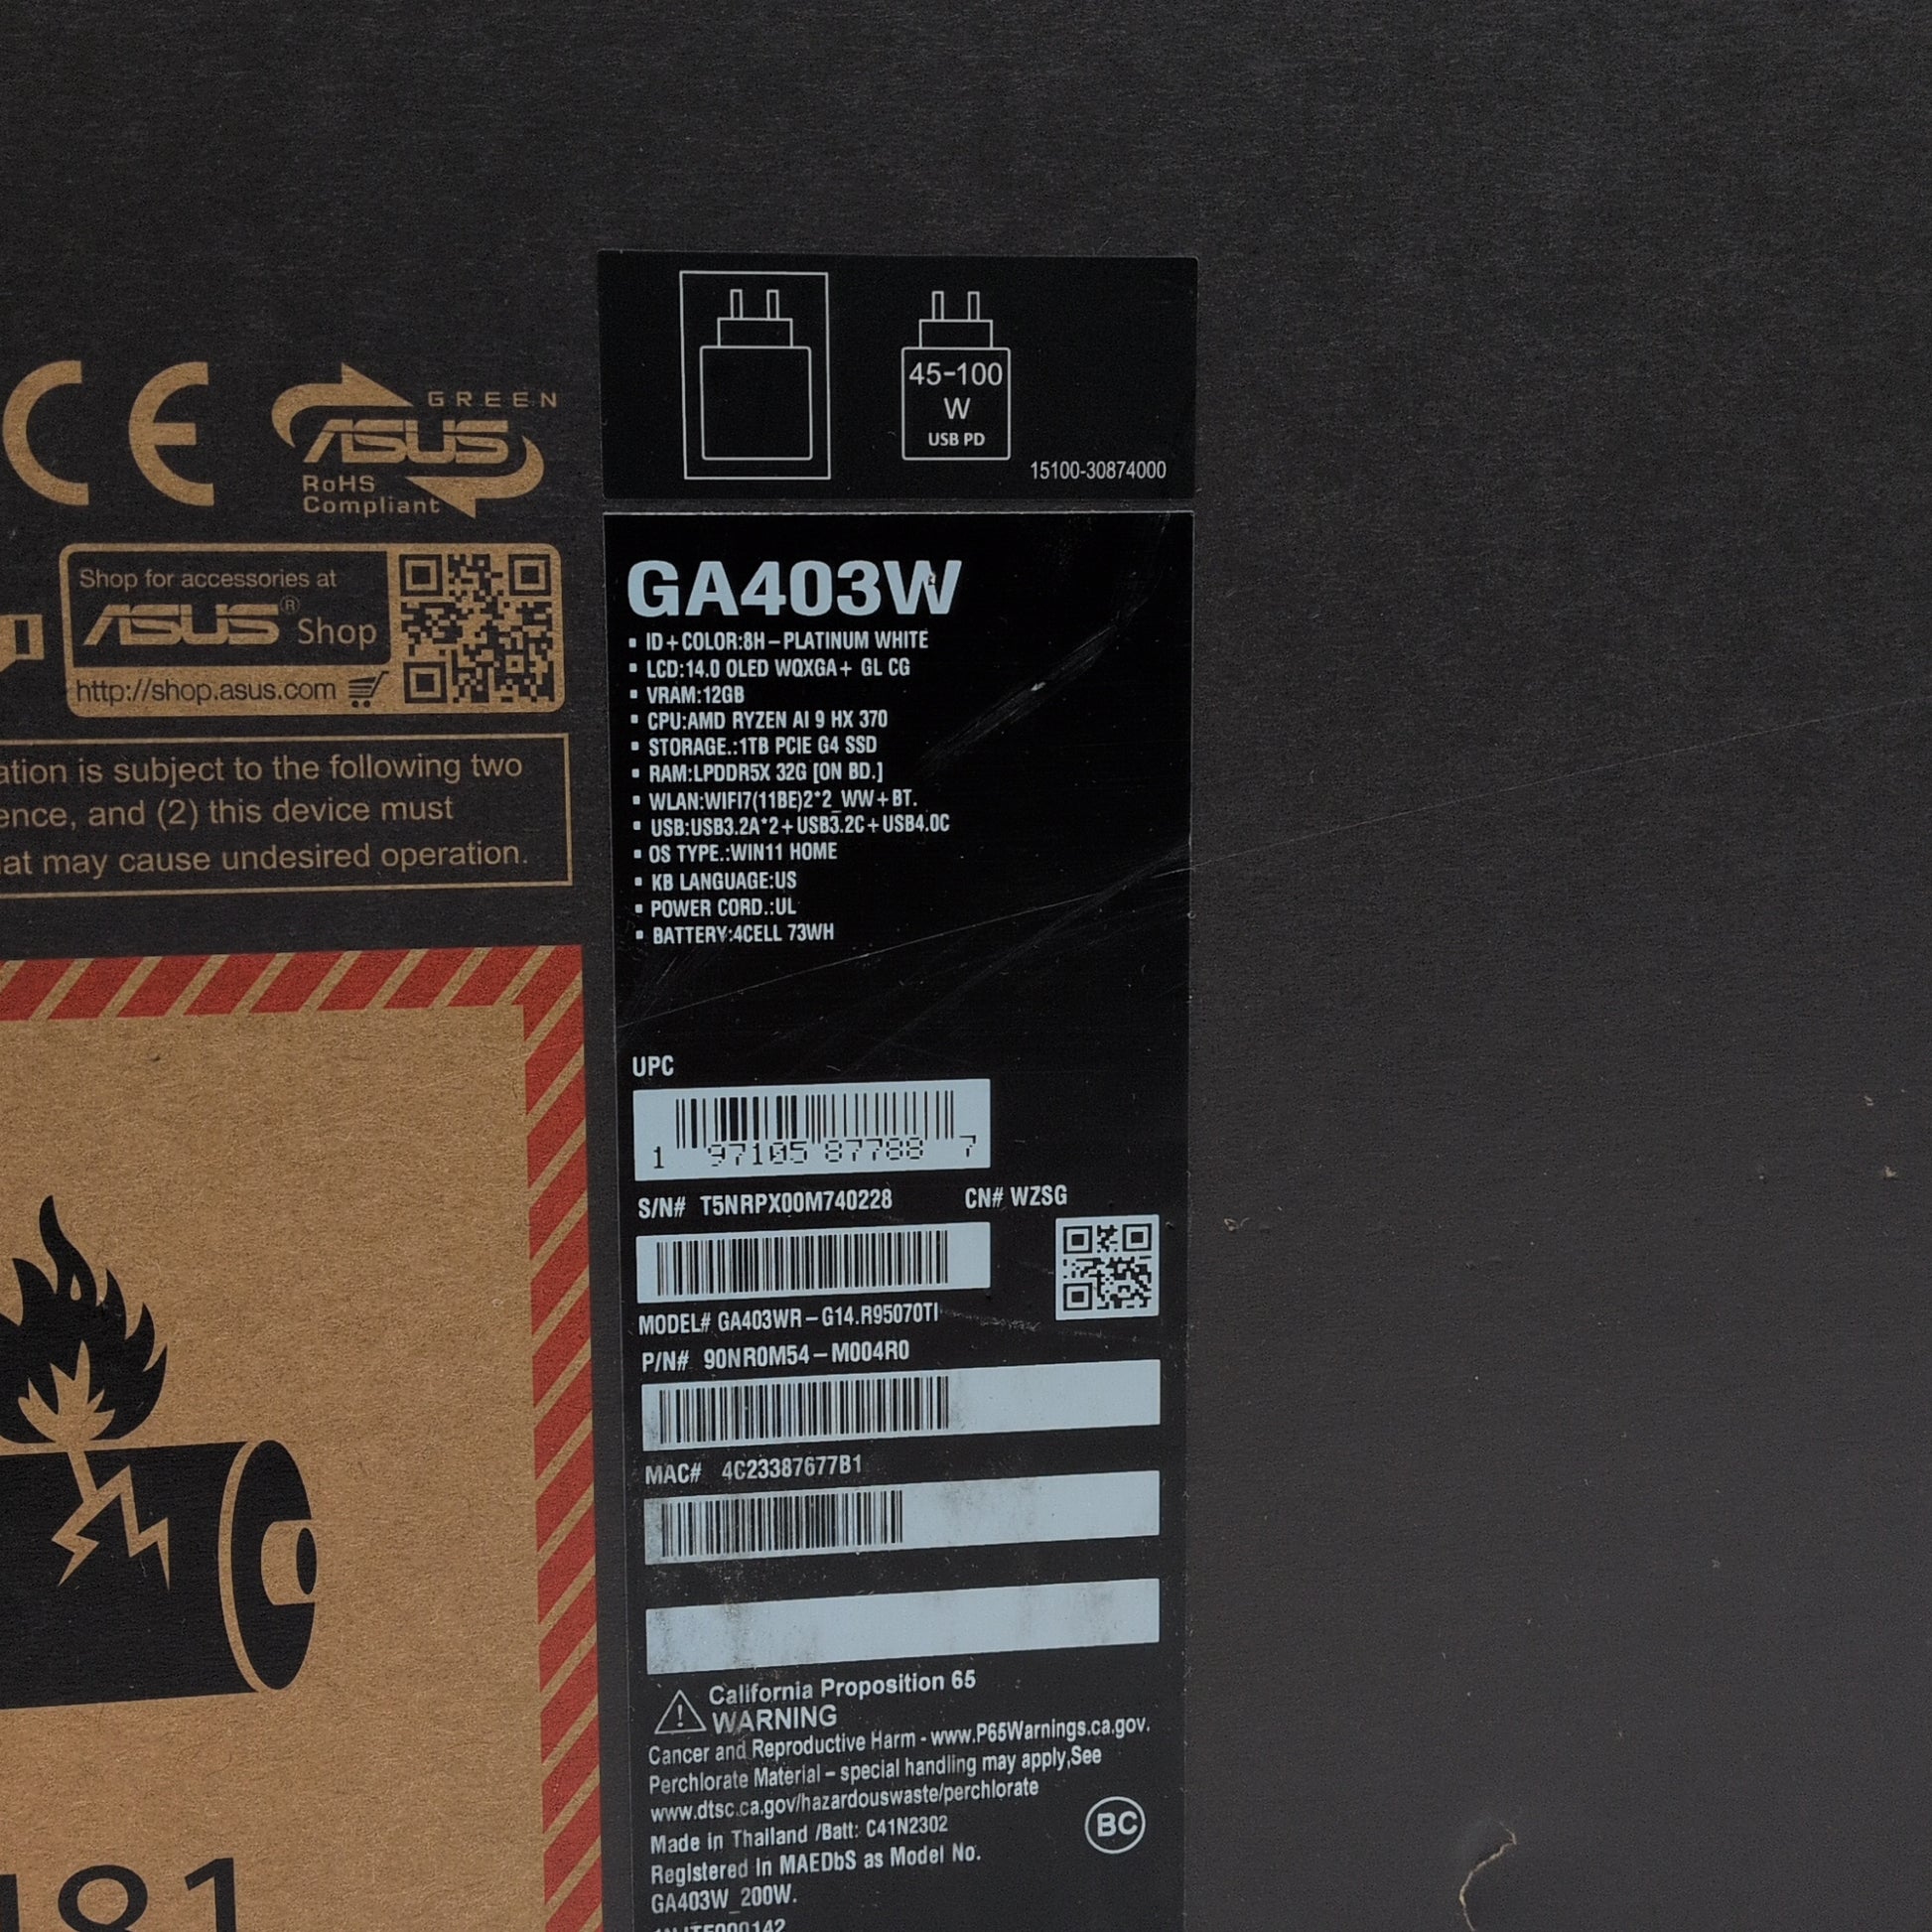 45-100
W
USB PD
15100-30874000
CE
GREEN
ASUS
RoHS
Compliant
Shop for accessories at
ASUS® Shop
http://shop.asus.com
ation is subject to the following two
ence, and (2) this device must
at may cause undesired operation.
GA403W
▪ ID+COLOR:8H-PLATINUM WHITE
▪ LCD:14.0 OLED WQXGA+ GL CG
▪ VRAM:12GB
▪ CPU:AMD RYZEN AI 9 HX 370
▪ STORAGE.:1TB PCIE G4 SSD
▪ RAM:LPDDR5X 32G [ON BD.]
▪ WLAN:WIFI7(11BE)2*2_WW+BT.
▪ USB:USB3.2A*2+USB3.2C+USB4.0C
▪ OS TYPE.:WIN11 HOME
▪ KB LANGUAGE:US
▪ POWER CORD.:UL
▪ BATTERY:4CELL 73WH
UPC
1 97105 87788 7
S/N# T5NRPX00M740228 CN# WZSG
MODEL# GA403WR-G14.R95070TI
P/N# 90NR0M54-M004R0
MAC# 4C23387677B1
California Proposition 65
WARNING
Cancer and Reproductive Harm - www.P65Warnings.ca.gov.
Perchlorate Material - special handling may apply,See
www.dtsc.ca.gov/hazardouswaste/perchlorate
Made in Thailand /Batt: C41N2302
Registered in MAEDbS as Model No.
GA403W_200W.
BC
81